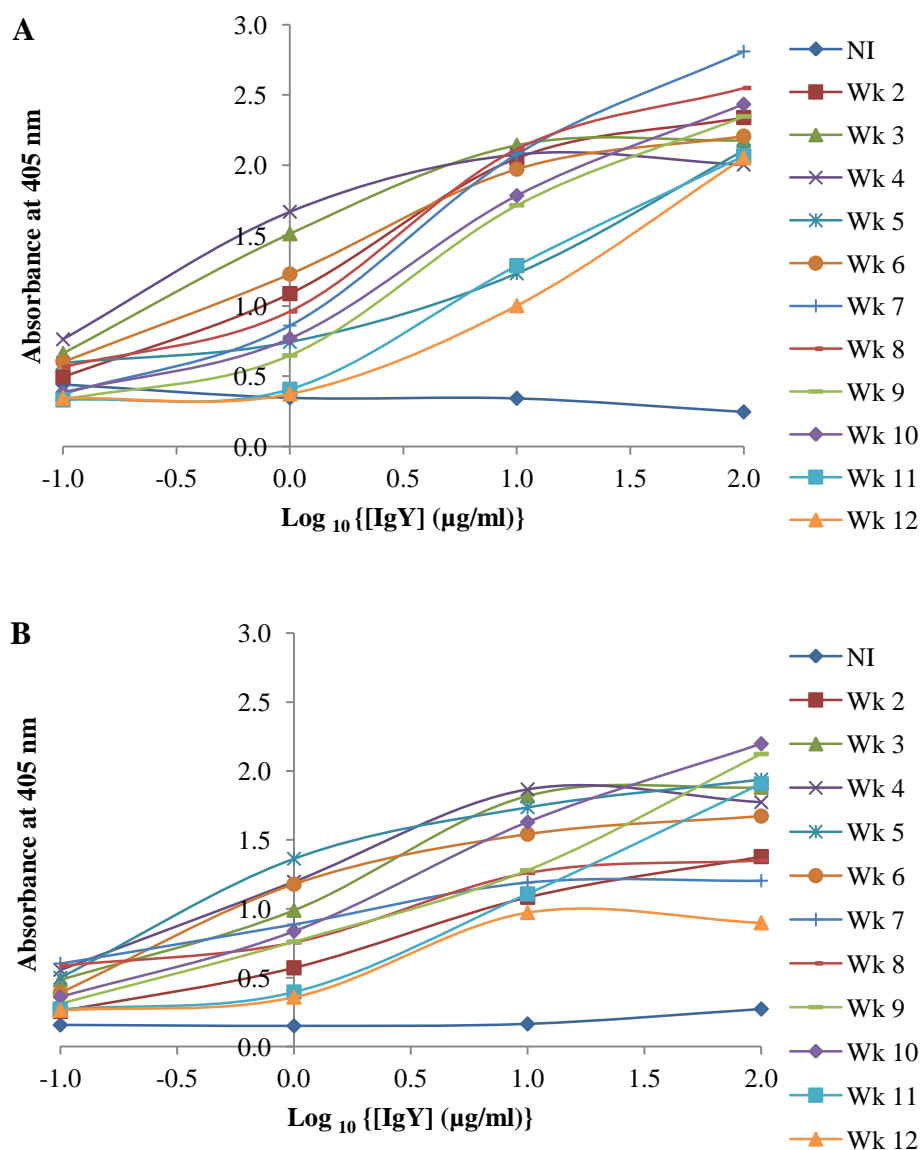 A
3.0
2.5
2.0
1.5
1.0
0.5
0.0
Absorbance at 405 nm
-1.0 -0.5 0.0 0.5 1.0 1.5 2.0
Log 10 {[IgY] (µg/ml)}
NI
Wk 2
Wk 3
Wk 4
Wk 5
Wk 6
Wk 7
Wk 8
Wk 9
Wk 10
Wk 11
Wk 12
B
3.0
2.5
2.0
1.5
1.0
0.5
0.0
Absorbance at 405 nm
-1.0 -0.5 0.0 0.5 1.0 1.5 2.0
Log 10 {[IgY] (µg/ml)}
NI
Wk 2
Wk 3
Wk 4
Wk 5
Wk 6
Wk 7
Wk 8
Wk 9
Wk 10
Wk 11
Wk 12